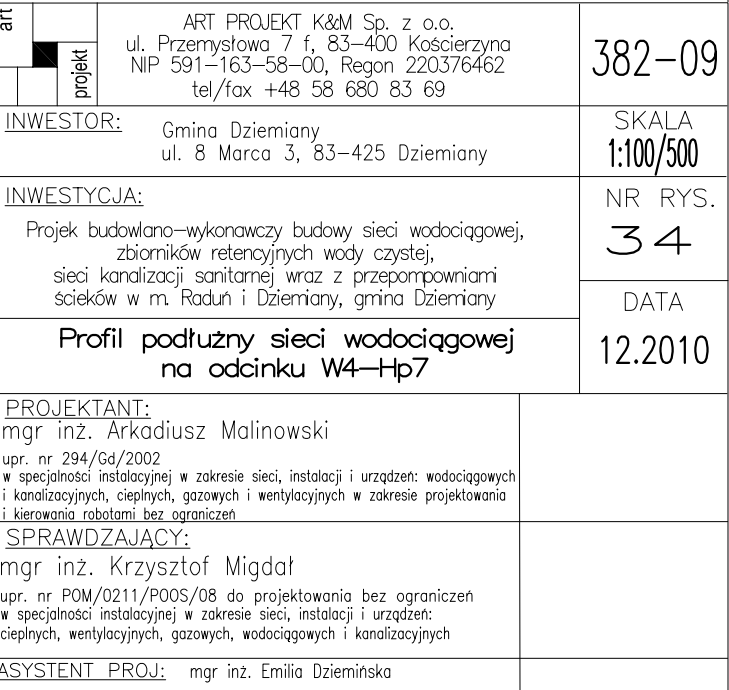 art
projekt
ART PROJEKT K&M Sp. z o.o.
ul. Przemysłowa 7 f, 83-400 Kościerzyna
NIP 591-163-58-00, Regon 220376462
tel/fax +48 58 680 83 69
382-09
INWESTOR:
Gmina Dziemiany
ul. 8 Marca 3, 83-425 Dziemiany
SKALA
1:100/500
INWESTYCJA:
Projek budowlano-wykonawczy budowy sieci wodociągowej,
zbiorników retencyjnych wody czystej,
sieci kanalizacji sanitarnej wraz z przepompowniami
ścieków w m. Raduń i Dziemiany, gmina Dziemiany
NR RYS.
34
Profil podłużny sieci wodociągowej
na odcinku W4-Hp7
DATA
12.2010
PROJEKTANT:
mgr inż. Arkadiusz Malinowski
upr. nr 294/Gd/2002
w specjalności instalacyjnej w zakresie sieci, instalacji i urządzeń: wodociągowych
i kanalizacyjnych, cieplnych, gazowych i wentylacyjnych w zakresie projektowania
i kierowania robotami bez ograniczeń
SPRAWDZAJĄCY:
mgr inż. Krzysztof Migdał
upr. nr POM/0211/POOS/08 do projektowania bez ograniczeń
w specjalności instalacyjnej w zakresie sieci, instalacji i urządzeń:
cieplnych, wentylacyjnych, gazowych, wodociągowych i kanalizacyjnych
ASYSTENT PROJ: mgr inż. Emilia Dziemińska